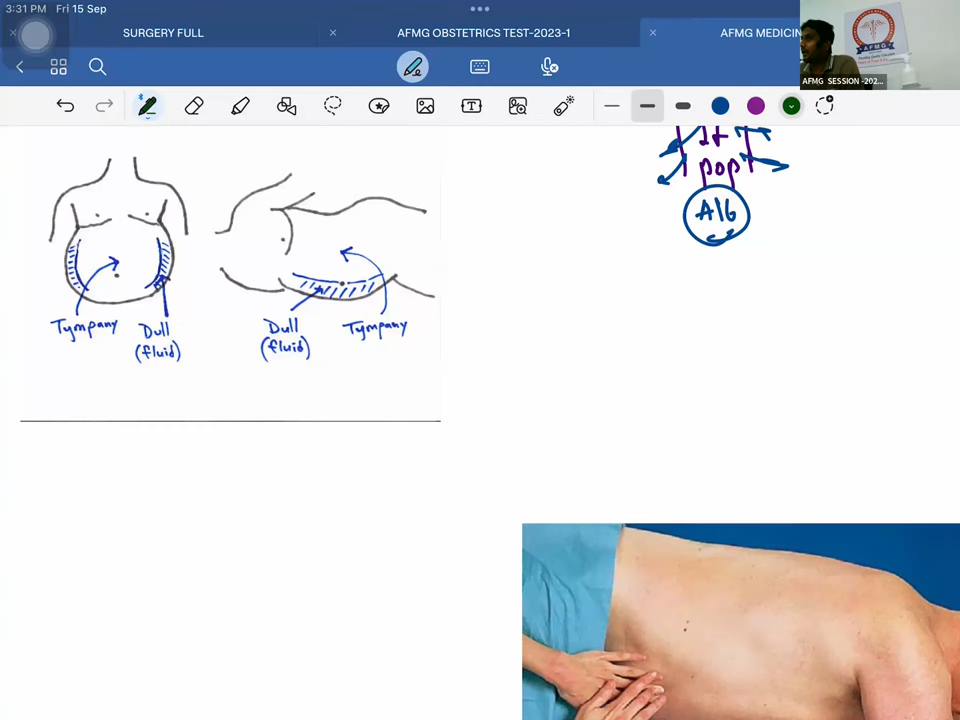 3:31 PM Fri 15 Sep
SURGERY FULL
AFMG OBSTETRICS TEST-2023-1
AFMG MEDICIN
AFMG
AFMG SESSION -202...
T
pop
A/G
Tympany
Dull
(fluid)
Dull
(fluid)
Tympany